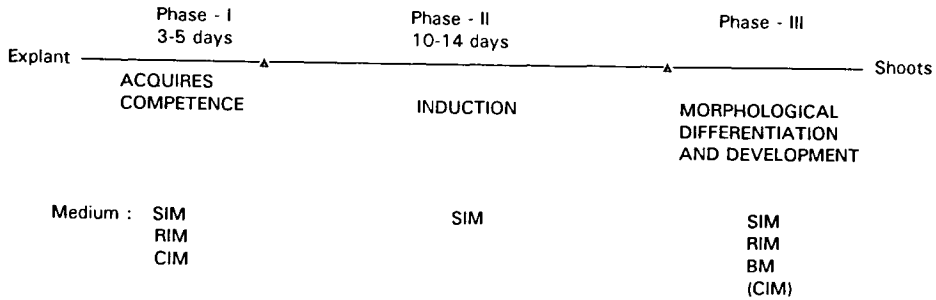 Phase - I
3-5 days
Phase - II
10-14 days
Phase - III
Explant
Shoots
ACQUIRES
COMPETENCE
INDUCTION
MORPHOLOGICAL
DIFFERENTIATION
AND DEVELOPMENT
Medium : SIM
RIM
CIM
SIM
SIM
RIM
BM
(CIM)